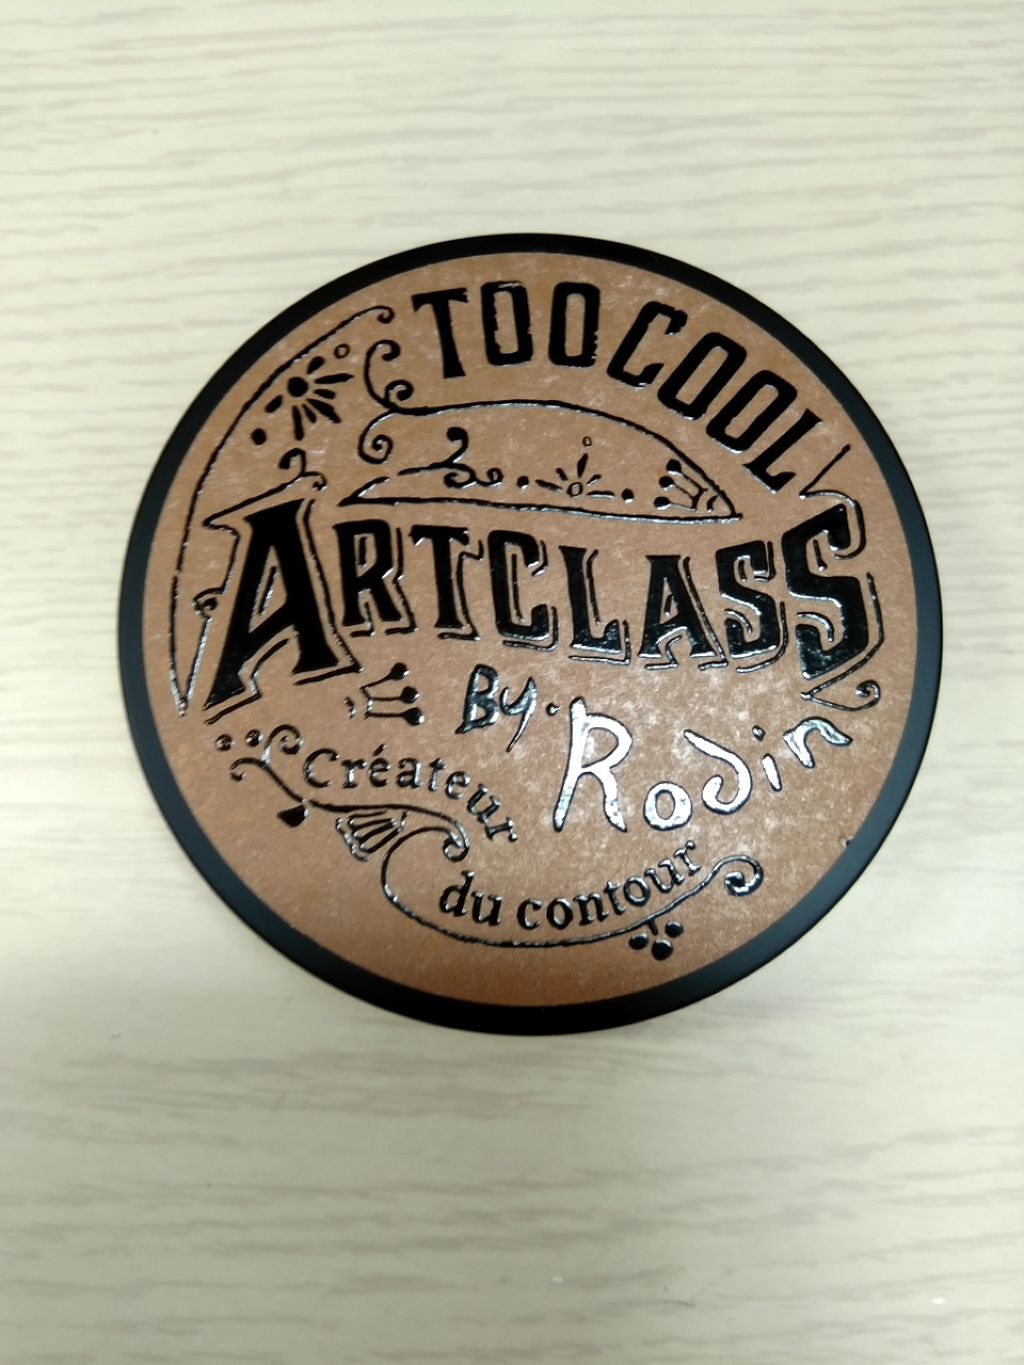 TOO COOL
ARTCLASS
By. Rodin
Créateur
du contour